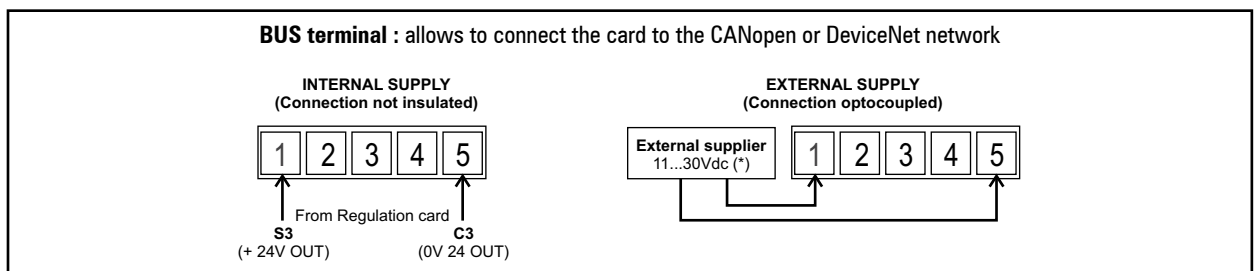 BUS terminal : allows to connect the card to the CANopen or DeviceNet network
INTERNAL SUPPLY
(Connection not insulated)
1 2 3 4 5
From Regulation card
S3
(+ 24V OUT)
C3
(0V 24 OUT)
EXTERNAL SUPPLY
(Connection optocoupled)
External supplier
11...30Vdc (*)
1 2 3 4 5